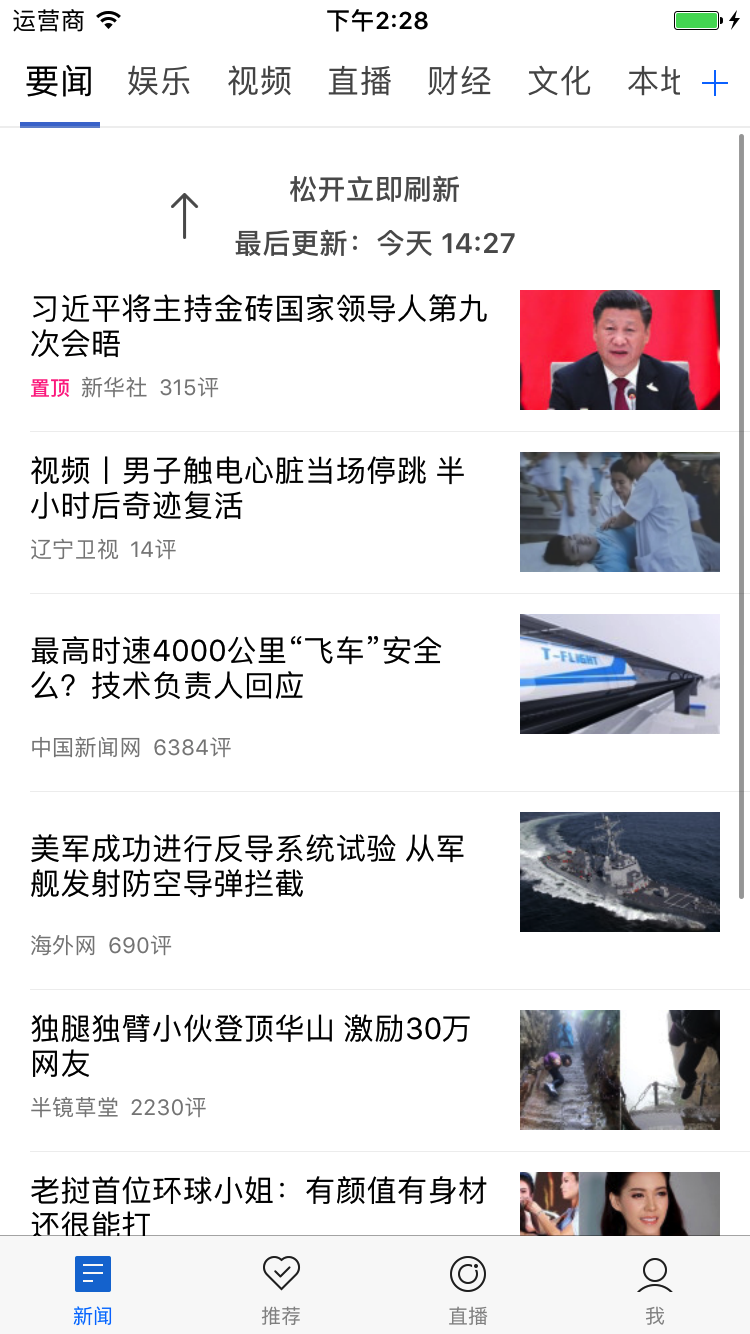 运营商 下午2:28
要闻 娱乐 视频 直播 财经 文化 本地
松开立即刷新
最后更新：今天 14:27
习近平将主持金砖国家领导人第九
次会晤
置顶 新华社 315评
视频丨男子触电心脏当场停跳 半
小时后奇迹复活
辽宁卫视 14评
T-FLIGHT
最高时速4000公里“飞车”安全
么？技术负责人回应
中国新闻网 6384评
美军成功进行反导系统试验 从军
舰发射防空导弹拦截
海外网 690评
独腿独臂小伙登顶华山 激励30万
网友
半镜草堂 2230评
老挝首位环球小姐：有颜值有身材
还很能打
新闻 推荐 直播 我